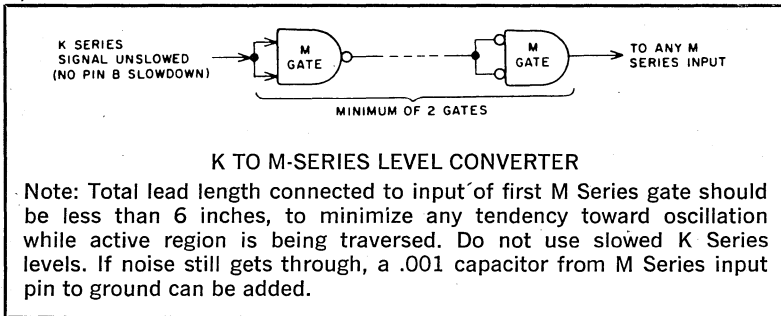 K SERIES
SIGNAL UNSLOWED
(NO PIN B SLOWDOWN)
M
GATE
M
GATE
TO ANY M
SERIES INPUT
MINIMUM OF 2 GATES
K TO M-SERIES LEVEL CONVERTER
Note: Total lead length connected to input of first M Series gate should
be less than 6 inches, to minimize any tendency toward oscillation
while active region is being traversed. Do not use slowed K Series
levels. If noise still gets through, a .001 capacitor from M Series input
pin to ground can be added.